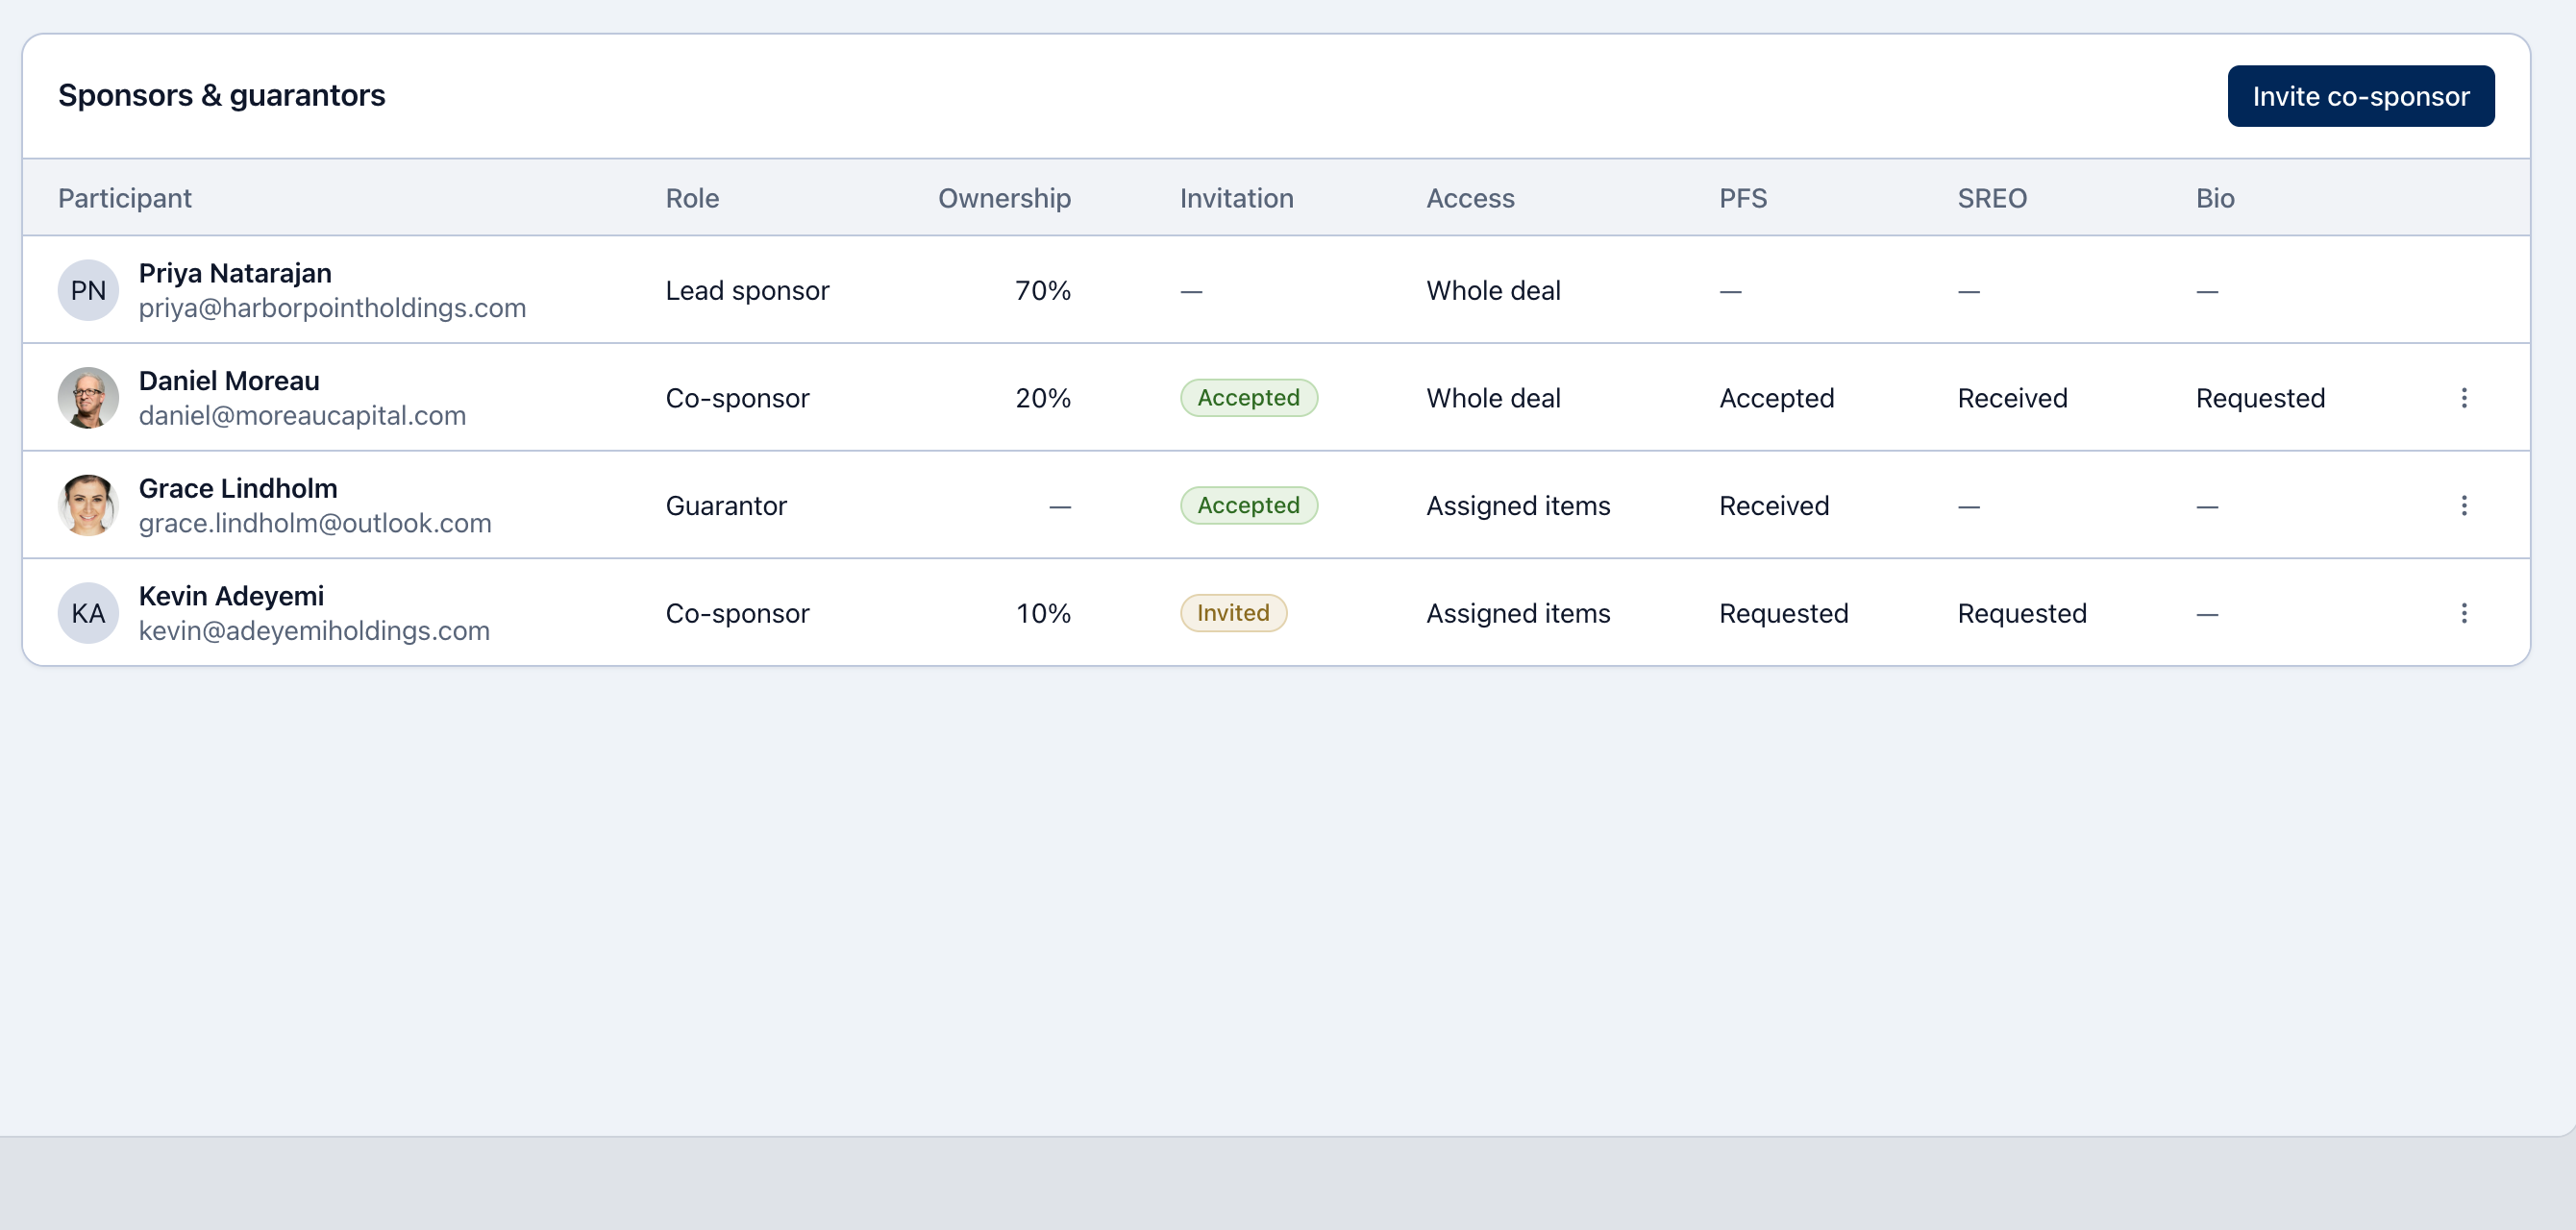 Sponsors & guarantors
Invite co-sponsor
Participant Role Ownership Invitation Access PFS SREO Bio
PN Priya Natarajan
priya@harborpointholdings.com
Lead sponsor 70% — Whole deal — — —
Daniel Moreau
daniel@moreaucapital.com
Co-sponsor 20% Accepted Whole deal Accepted Received Requested
Grace Lindholm
grace.lindholm@outlook.com
Guarantor — Accepted Assigned items Received — —
KA Kevin Adeyemi
kevin@adeyemiholdings.com
Co-sponsor 10% Invited Assigned items Requested Requested —